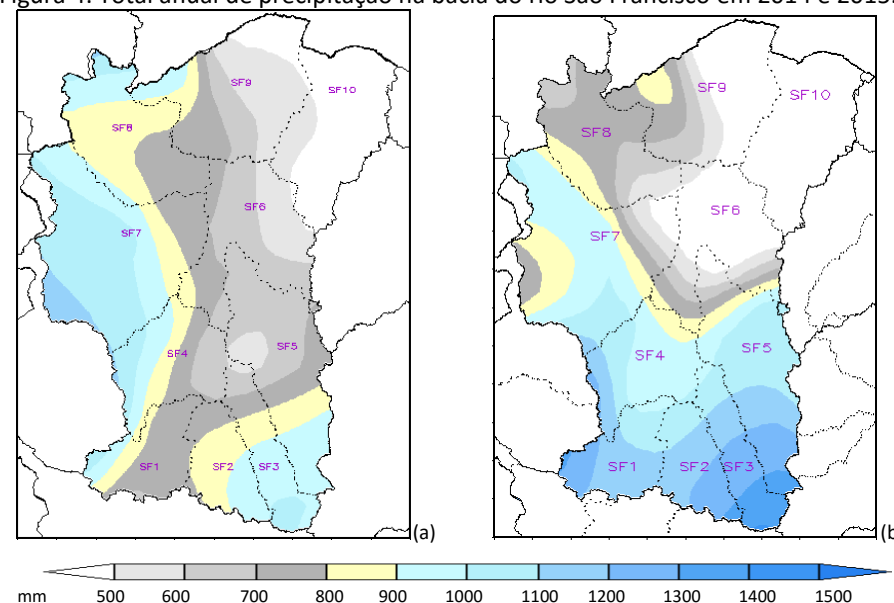 Figura 4. Total anual de precipitação na bacia do rio São Francisco em 2014 e 2015.
SF9
SF10
SF8
SF6
SF7
SF5
SF4
SF1
SF2
SF3
(a)
SF9
SF10
SF8
SF6
SF7
SF4
SF5
SF1
SF2
SF3
(b
mm 500 600 700 800 900 1000 1100 1200 1300 1400 1500